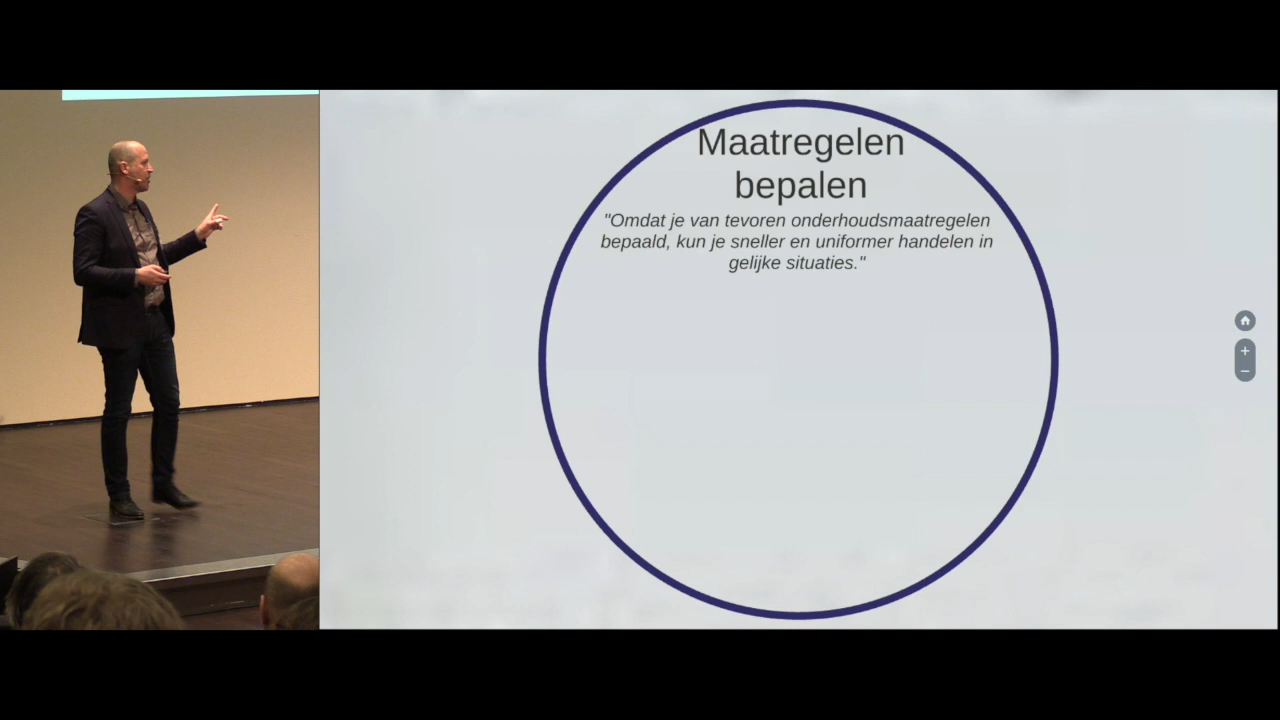 Maatregelen
bepalen
"Omdat je van tevoren onderhoudsmaatregelen
bepaald, kun je sneller en uniformer handelen in
gelijke situaties."